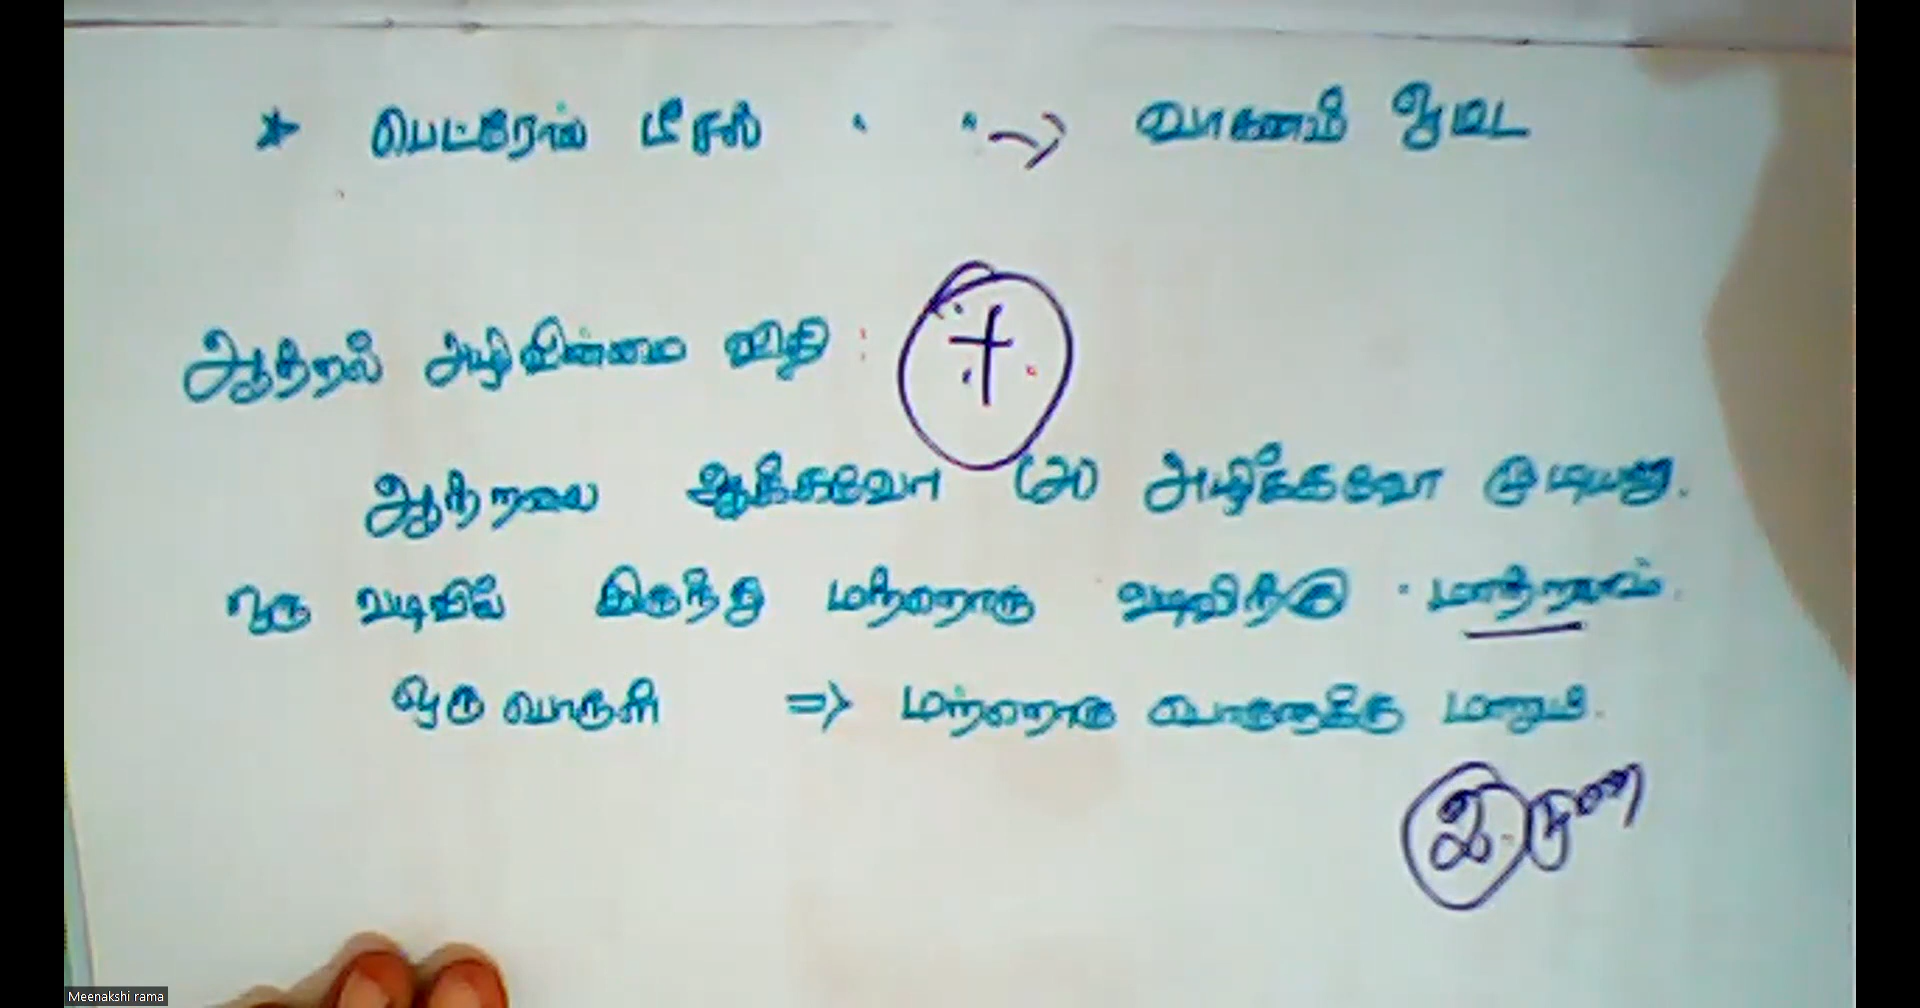 * பெட்ரோல் டீசல் → வாகனம் ஓட்ட
ஆற்றல் அழிவின்மை விதி :
ஆற்றலை ஆக்கவோ (அ) அழிக்கவோ முடியாது.
ஒரு வடிவில் இருந்து மற்றொரு வடிவிற்கு மாற்றலாம்.
ஒரு பொருள் => மற்றொரு பொருளுக்கு மாறும்.
Meenakshi rama